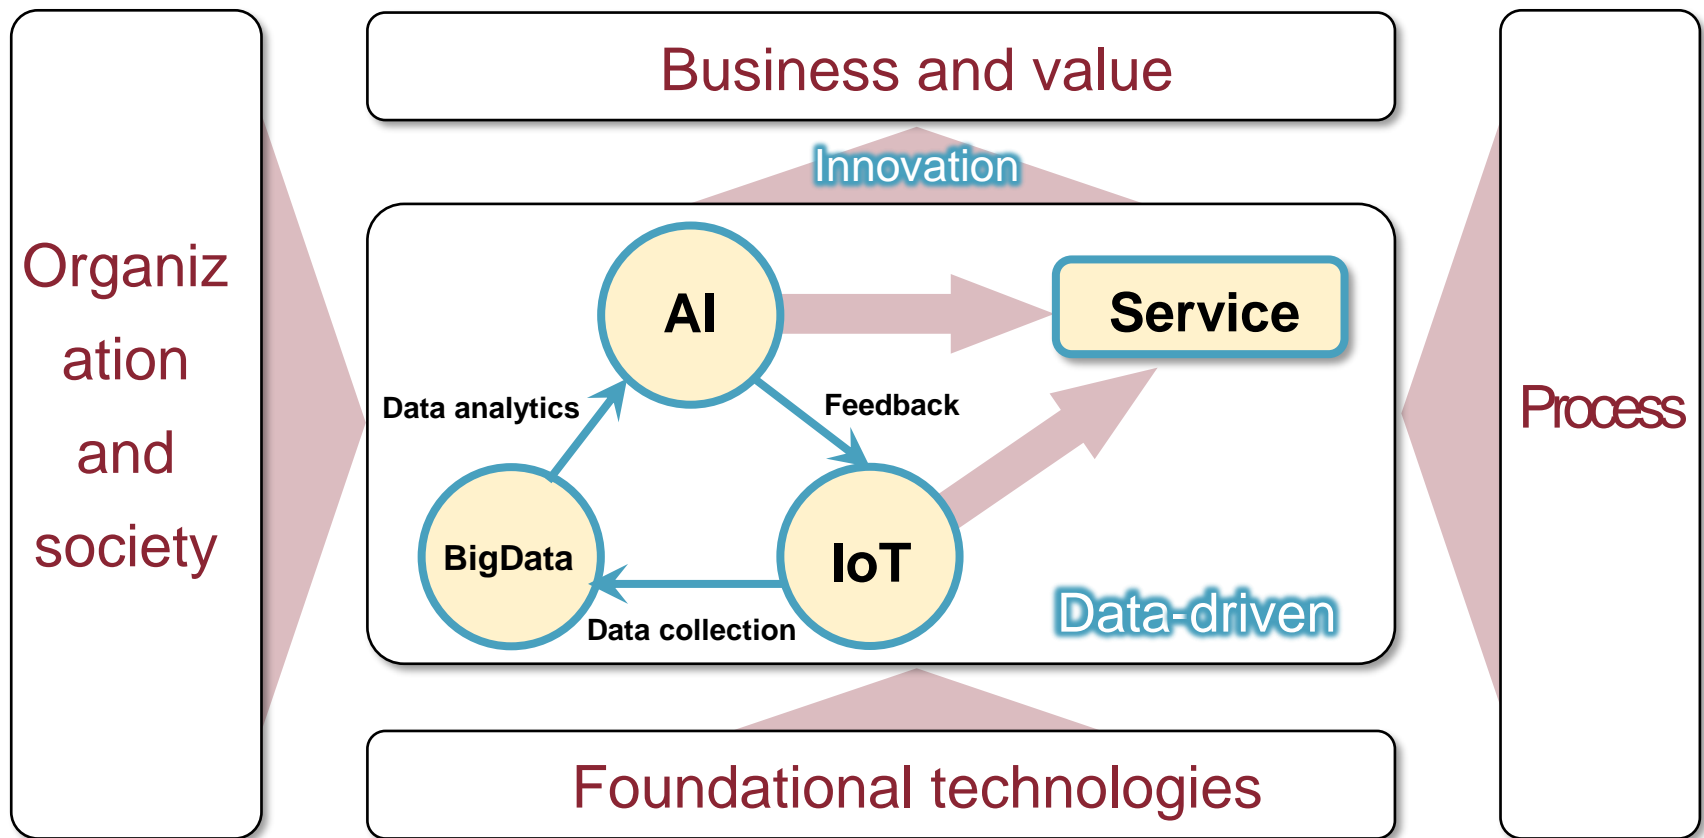 Business and value
Innovation
Organiz
ation
and
society
AI
Service
Data analytics
Feedback
BigData
IoT
Data collection
Data-driven
Process
Foundational technologies